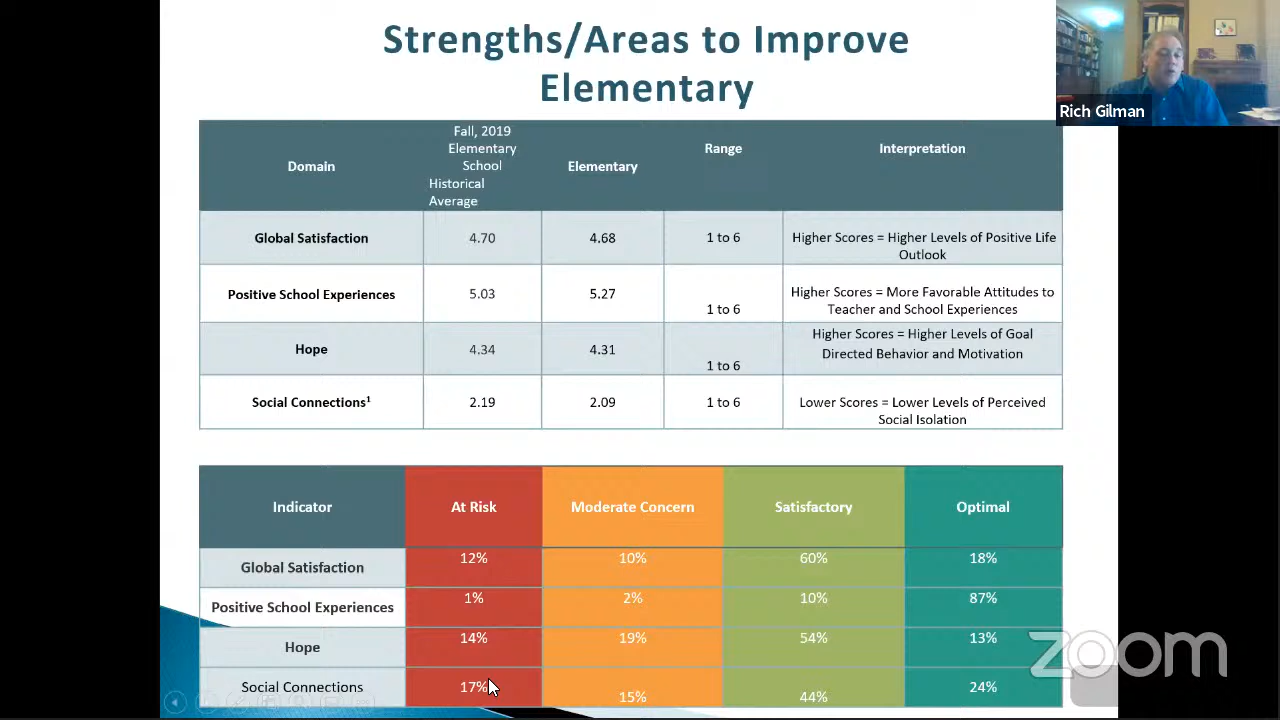 Strengths/Areas to Improve
Elementary
Rich Gilman
Domain
Fall, 2019
Elementary
School
Historical
Average
Elementary
Range
Interpretation
Global Satisfaction
4.70
4.68
1 to 6
Higher Scores = Higher Levels of Positive Life
Outlook
Positive School Experiences
5.03
5.27
1 to 6
Higher Scores = More Favorable Attitudes to
Teacher and School Experiences
Hope
4.34
4.31
1 to 6
Higher Scores = Higher Levels of Goal
Directed Behavior and Motivation
Social Connections¹
2.19
2.09
1 to 6
Lower Scores = Lower Levels of Perceived
Social Isolation
Indicator
At Risk
Moderate Concern
Satisfactory
Optimal
Global Satisfaction
12%
10%
60%
18%
Positive School Experiences
1%
2%
10%
87%
Hope
14%
19%
54%
13%
Social Connections
17%
15%
44%
24%
zoom